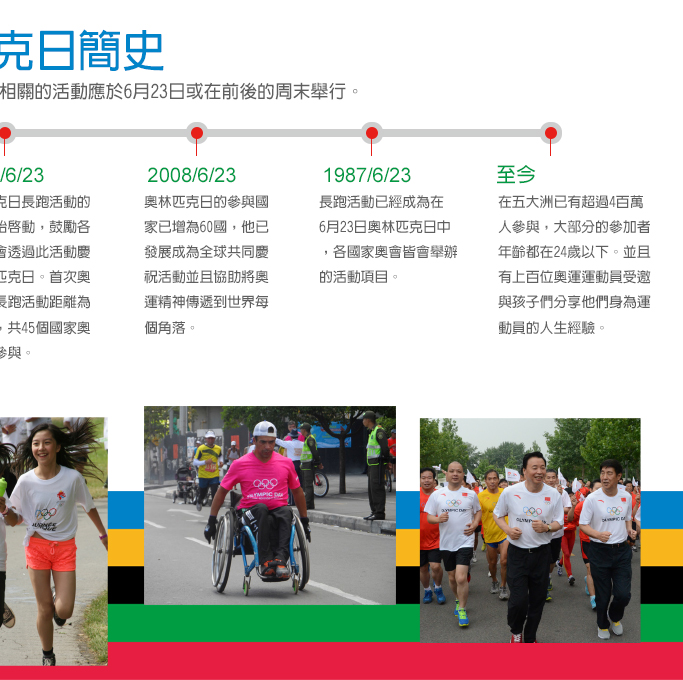 克日簡史
相關的活動應於6月23日或在前後的周末舉行。
/6/23
克日長跑活動的
始啓動，鼓勵各
會透過此活動慶
匹克日。首次奧
長跑活動距離為
，共45個國家奧
參與。
2008/6/23
奧林匹克日的參與國
家已增為60國，他已
發展成為全球共同慶
祝活動並且協助將奧
運精神傳遞到世界每
個角落。
1987/6/23
長跑活動已經成為在
6月23日奧林匹克日中
，各國家奧會皆會舉辦
的活動項目。
至今
在五大洲已有超過4百萬
人參與，大部分的參加者
年齡都在24歲以下。並且
有上百位奧運運動員受邀
與孩子們分享他們身為運
動員的人生經驗。
OLYMPIC DAY
OLYMPIC DAY